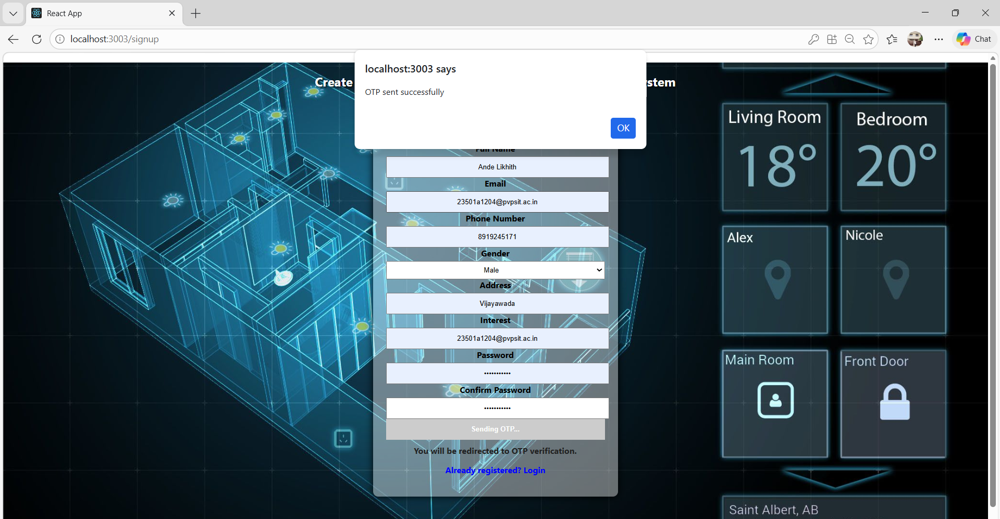 React App
localhost:3003/signup
Chat
localhost:3003 says
OTP sent successfully
OK
Create
stem
Full Name
Ande Likhith
Email
23501a1204@pvpsit.ac.in
Phone Number
8919245171
Gender
Male
Address
Vijayawada
Interest
23501a1204@pvpsit.ac.in
Password
•••••••••••
Confirm Password
•••••••••••
Sending OTP...
You will be redirected to OTP verification.
Already registered? Login
Living Room
18°
Bedroom
20°
Alex
Nicole
Main Room
Front Door
Saint Albert, AB